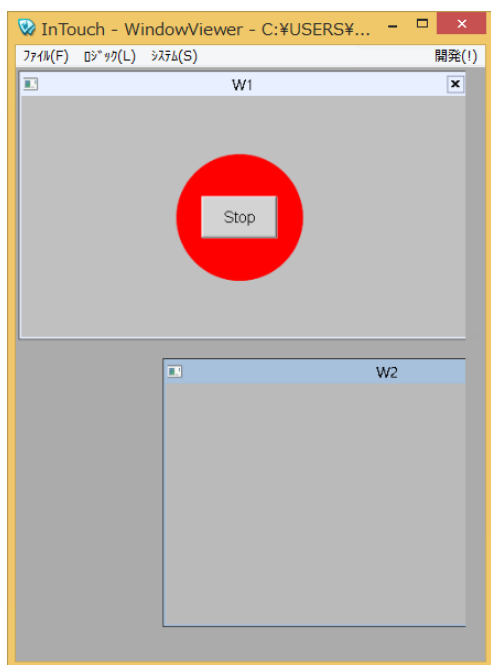 InTouch - WindowViewer - C:¥USERS¥...
ﾌｧｲﾙ(F) ﾛｼﾞｯｸ(L) ｼｽﾃﾑ(S) 開発(!)
W1
Stop
W2